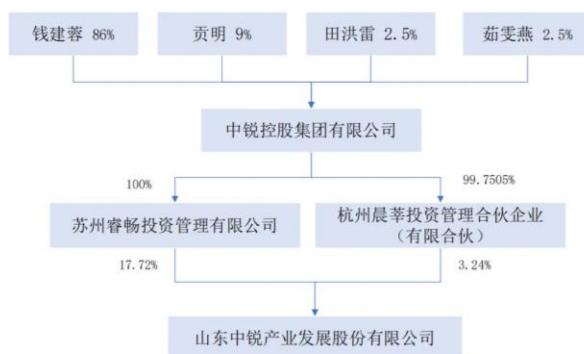 钱建蓉 86%
贡明 9%
田洪雷 2.5%
茹雯燕 2.5%
中锐控股集团有限公司
100%
99.7505%
苏州睿畅投资管理有限公司
杭州晨莘投资管理合伙企业
（有限合伙）
17.72%
3.24%
山东中锐产业发展股份有限公司